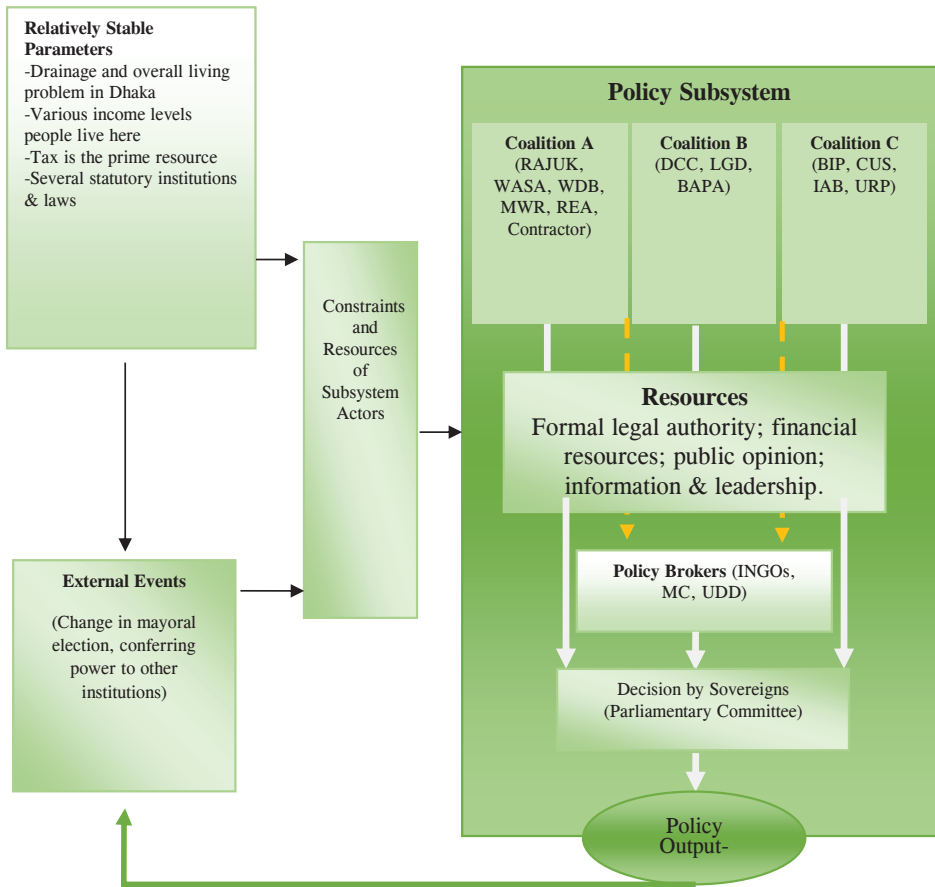 Relatively Stable
Parameters
-Drainage and overall living
problem in Dhaka
-Various income levels
people live here
-Tax is the prime resource
-Several statutory institutions
& laws
External Events
(Change in mayoral
election, conferring
power to other
institutions)
Constraints
and
Resources
of
Subsystem
Actors
Policy Subsystem
Coalition A
(RAJUK,
WASA, WDB,
MWR, REA,
Contractor)
Coalition B
(DCC, LGD,
BAPA)
Coalition C
(BIP, CUS,
IAB, URP)
Resources
Formal legal authority; financial
resources; public opinion;
information & leadership.
Policy Brokers (INGOs,
MC, UDD)
Decision by Sovereigns
(Parliamentary Committee)
Policy
Output-